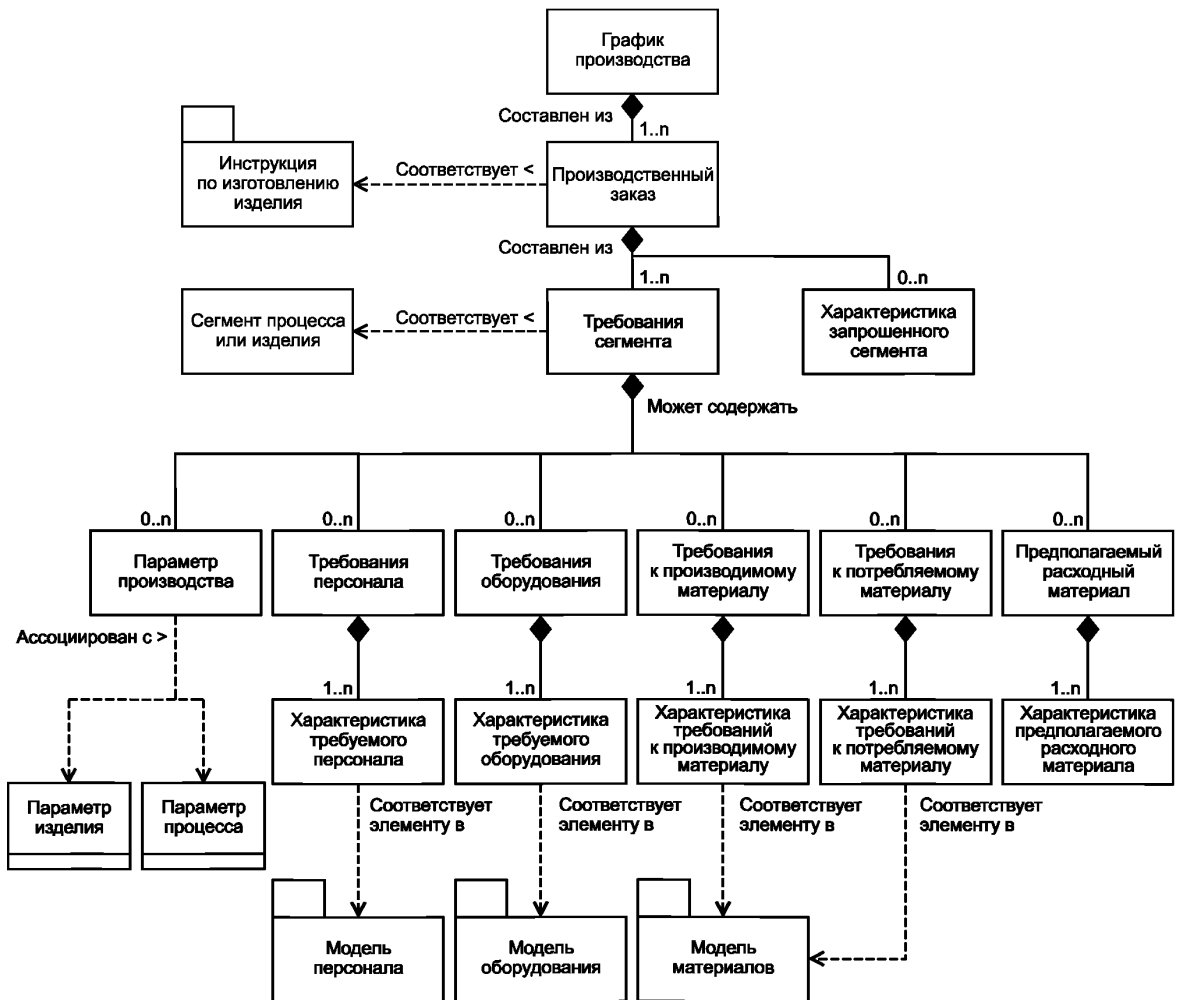 График
производства
Составлен из
1..n
Инструкция
по изготовлению
изделия
Соответствует <
Производственный
заказ
Составлен из
1..n
0..n
Сегмент процесса
или изделия
Соответствует <
Требования
сегмента
Характеристика
запрошенного
сегмента
Может содержать
0..n
0..n
0..n
0..n
0..n
0..n
Параметр
производства
Требования
персонала
Требования
оборудования
Требования
к производимому
материалу
Требования
к потребляемому
материалу
Предполагаемый
расходный
материал
Ассоциирован с >
1..n
1..n
1..n
1..n
1..n
Характеристика
требуемого
персонала
Характеристика
требуемого
оборудования
Характеристика
требований
к производимому
материалу
Характеристика
требований
к потребляемому
материалу
Характеристика
предполагаемого
расходного
материала
Параметр
изделия
Параметр
процесса
Соответствует
элементу в
Соответствует
элементу в
Соответствует
элементу в
Соответствует
элементу в
Модель
персонала
Модель
оборудования
Модель
материалов